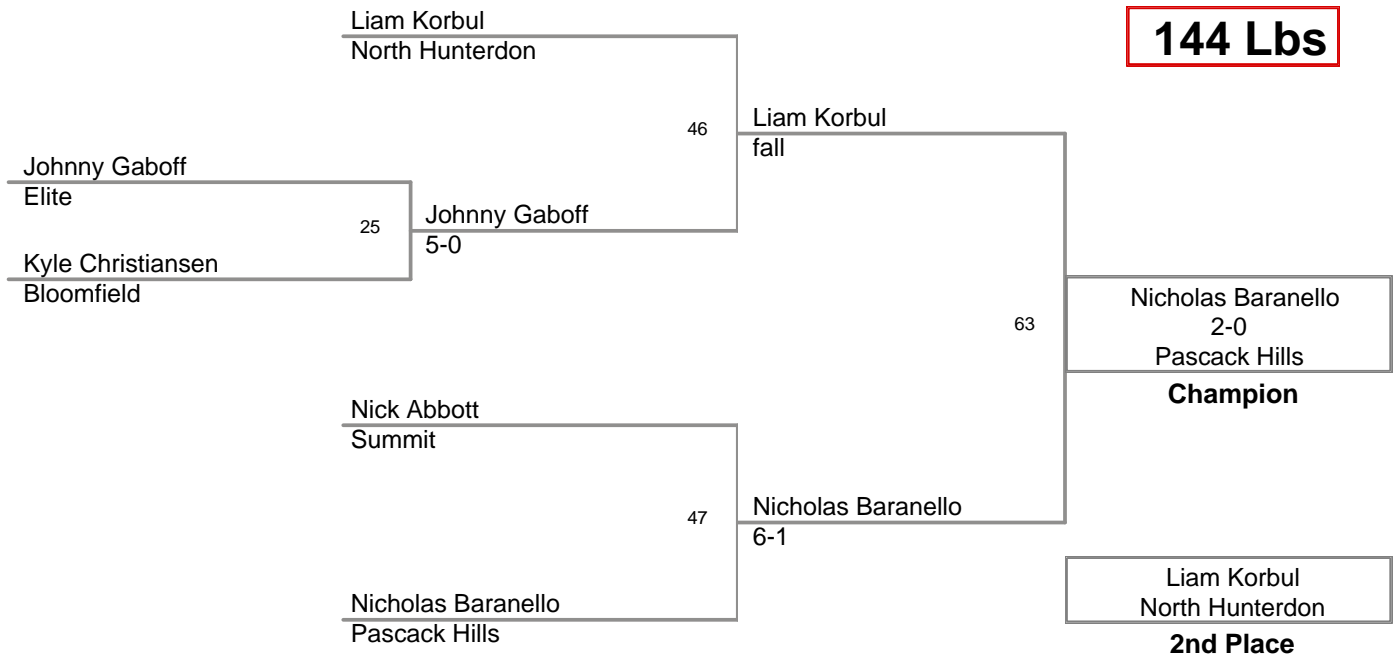 Liam Korbul
North Hunterdon
144 Lbs
46
Liam Korbul
fall
Johnny Gaboff
Elite
25
Johnny Gaboff
5-0
Kyle Christiansen
Bloomfield
63
Nicholas Baranello
2-0
Pascack Hills
Champion
Nick Abbott
Summit
47
Nicholas Baranello
6-1
Nicholas Baranello
Pascack Hills
Liam Korbul
North Hunterdon
2nd Place